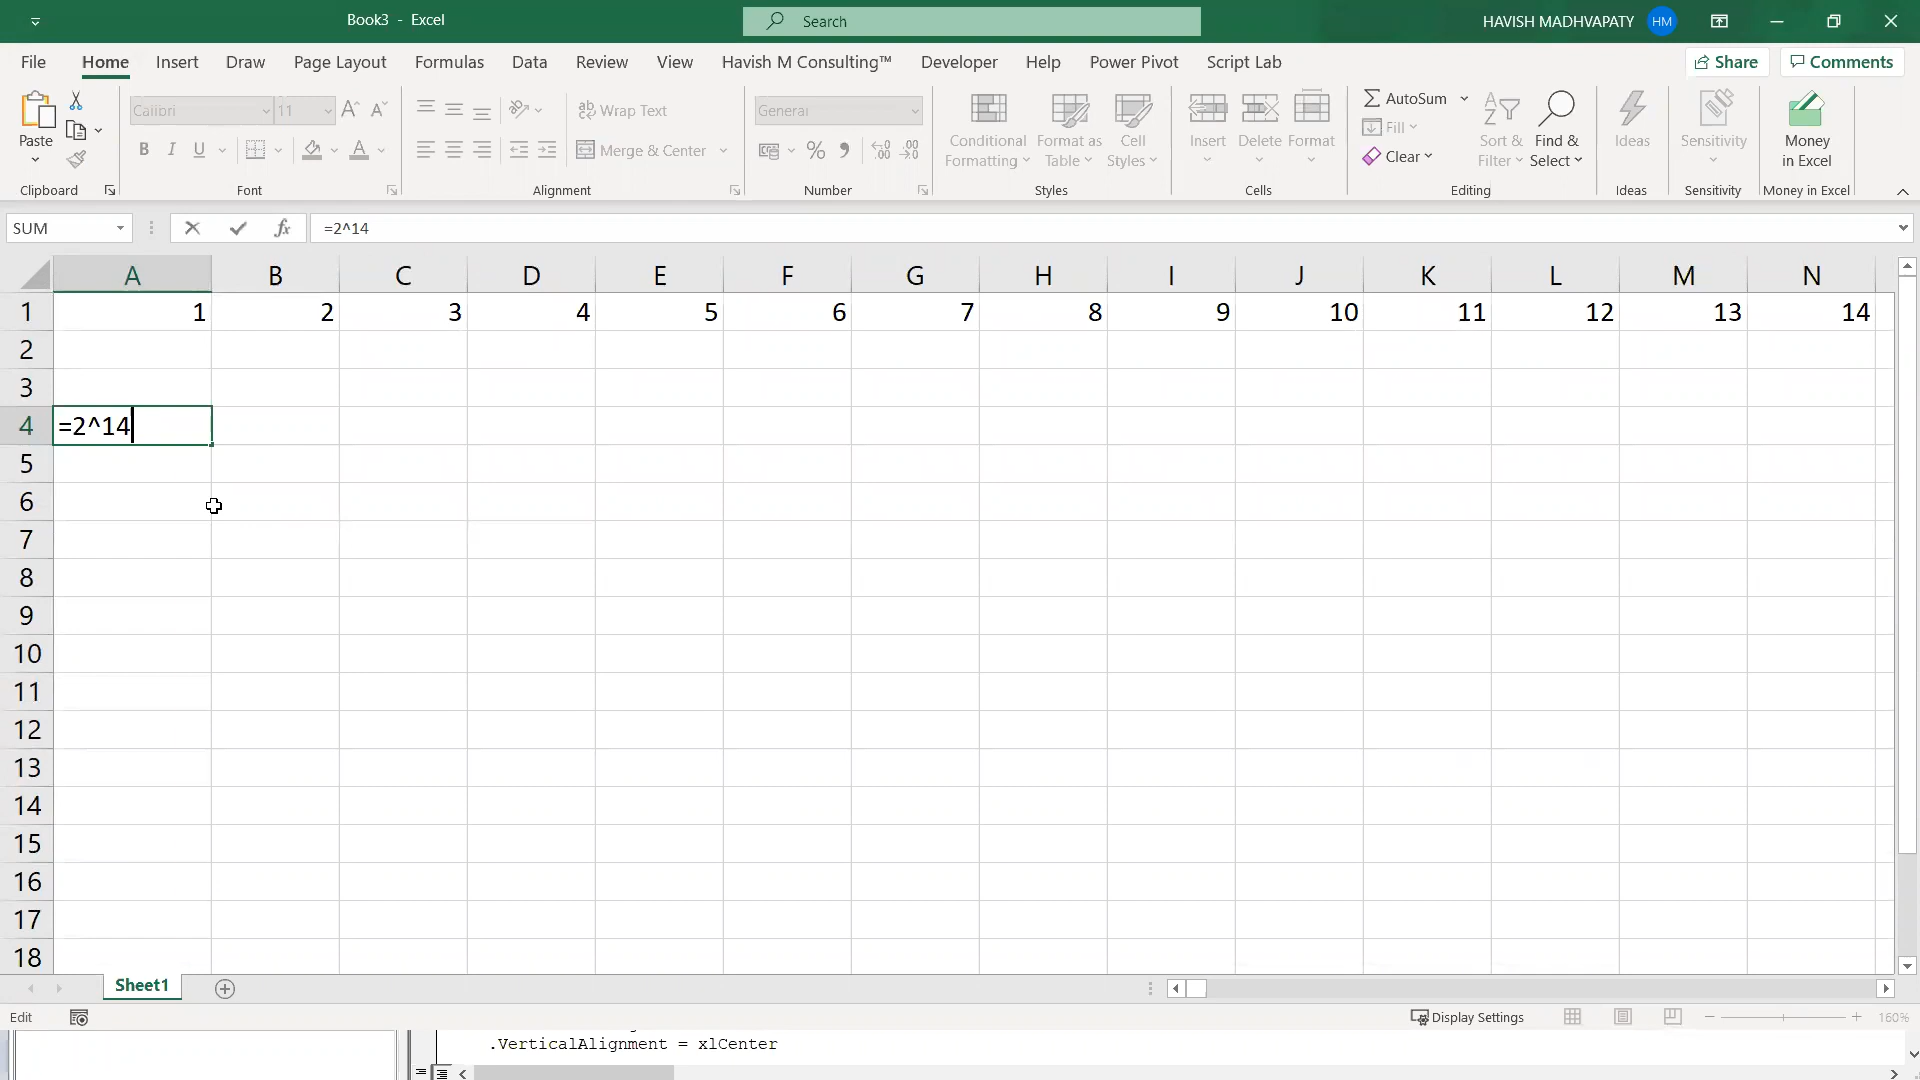 Book3 - Excel
Search
HAVISH MADHVAPATY
HM
File Home Insert Draw Page Layout Formulas Data Review View Havish M Consulting™ Developer Help Power Pivot Script Lab
Share
Comments
Paste
Calibri 11
B I U A
Wrap Text
Merge & Center
General
% ,
Conditional Formatting
Format as Table
Cell Styles
Insert Delete Format
AutoSum
Fill
Clear
Sort & Filter
Find & Select
Ideas
Sensitivity
Money in Excel
Clipboard Font Alignment Number Styles Cells Editing Ideas Sensitivity Money in Excel
SUM
fx
=2^14
A B C D E F G H I J K L M N
1 1 2 3 4 5 6 7 8 9 10 11 12 13 14
2
3
4 =2^14
5
6
7
8
9
10
11
12
13
14
15
16
17
18
Sheet1
Edit
Display Settings
160%
.VerticalAlignment = xlCenter